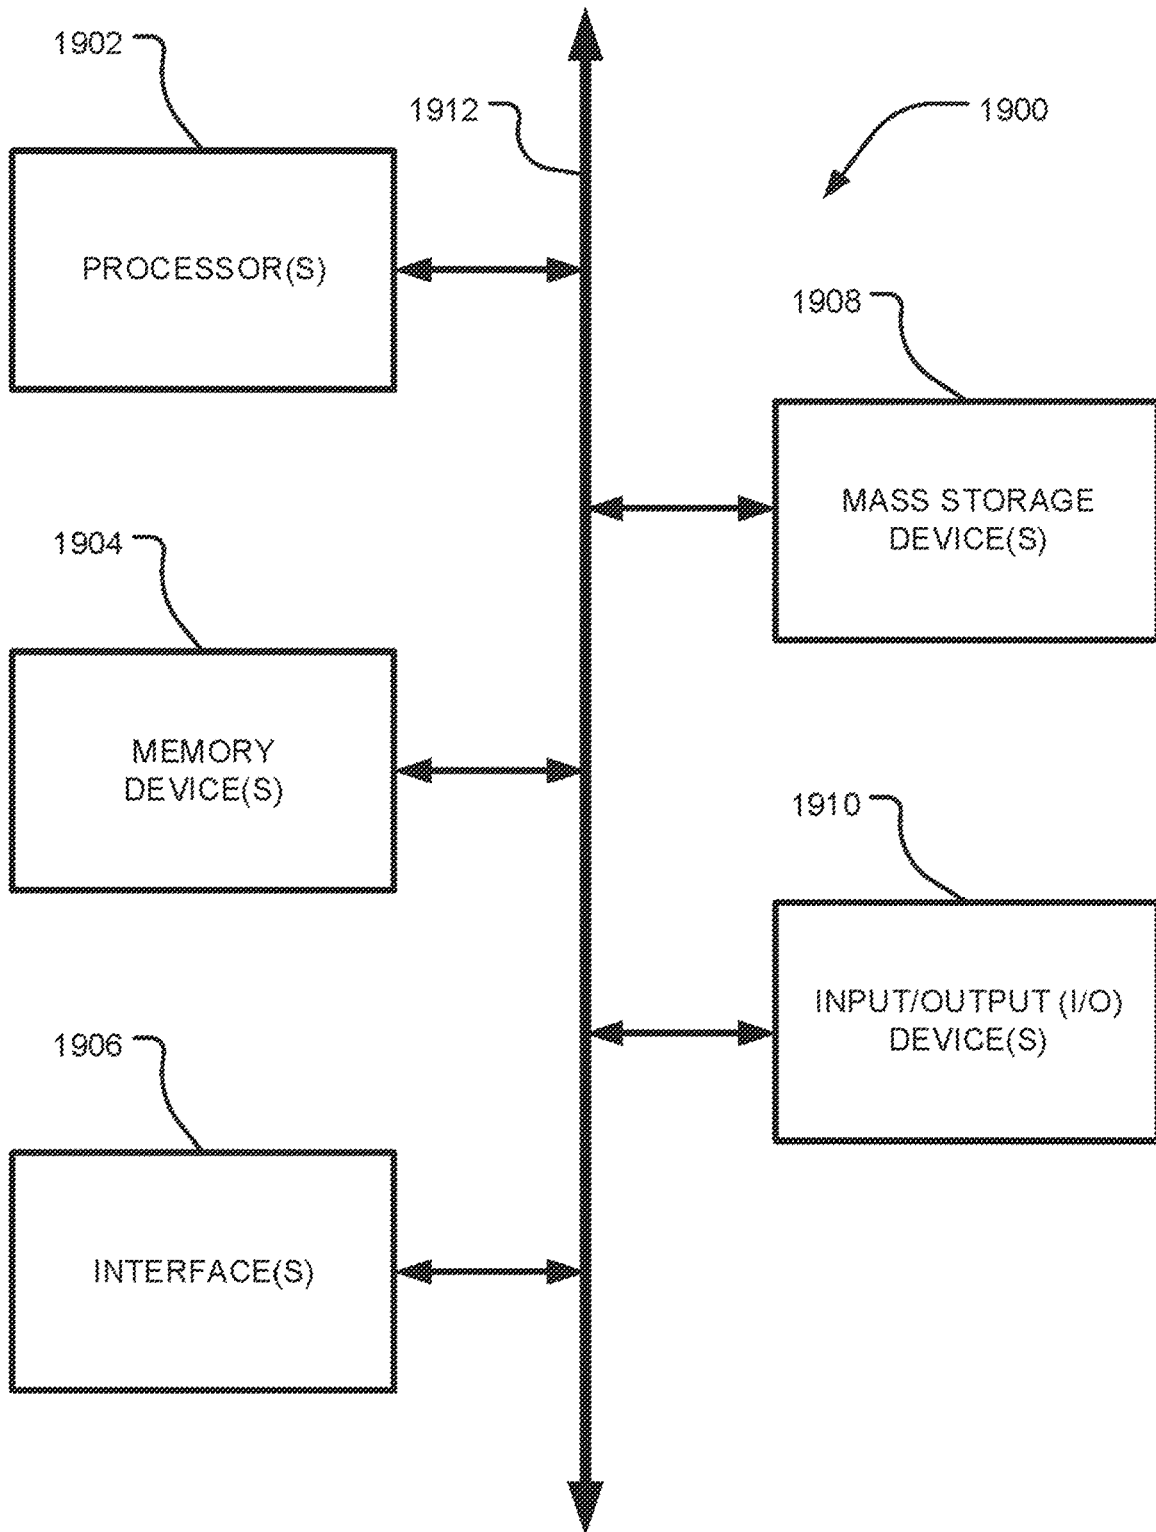 1902
1912
1900
PROCESSOR(S)
1908
MASS STORAGE
DEVICE(S)
1904
MEMORY
DEVICE(S)
1910
INPUT/OUTPUT (I/O)
DEVICE(S)
1906
INTERFACE(S)